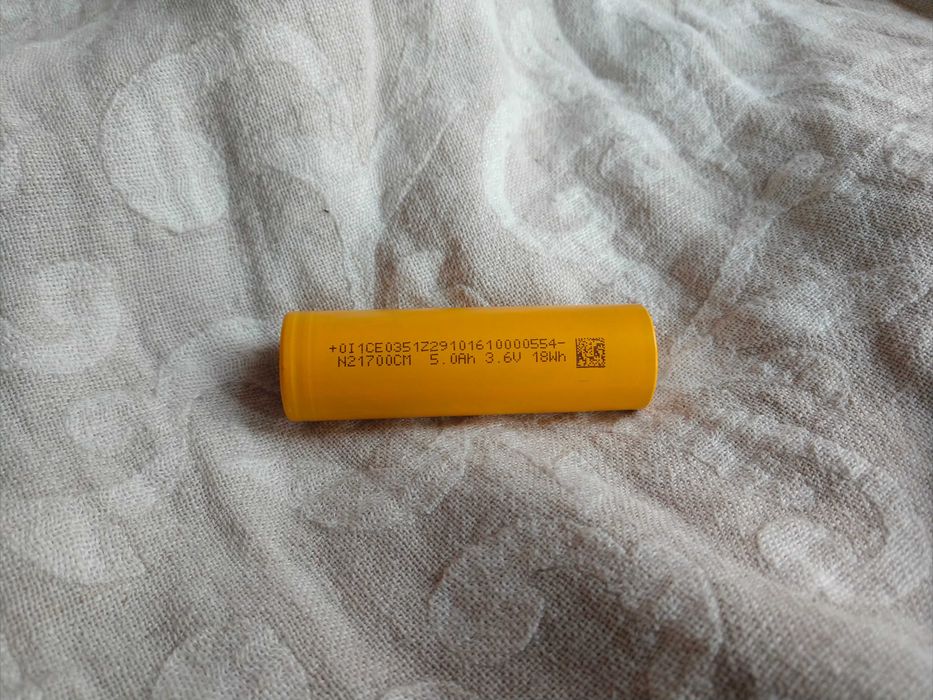 +0I1CE0351Z29101610000554-
N21700CM 5.0Ah 3.6V 18Wh